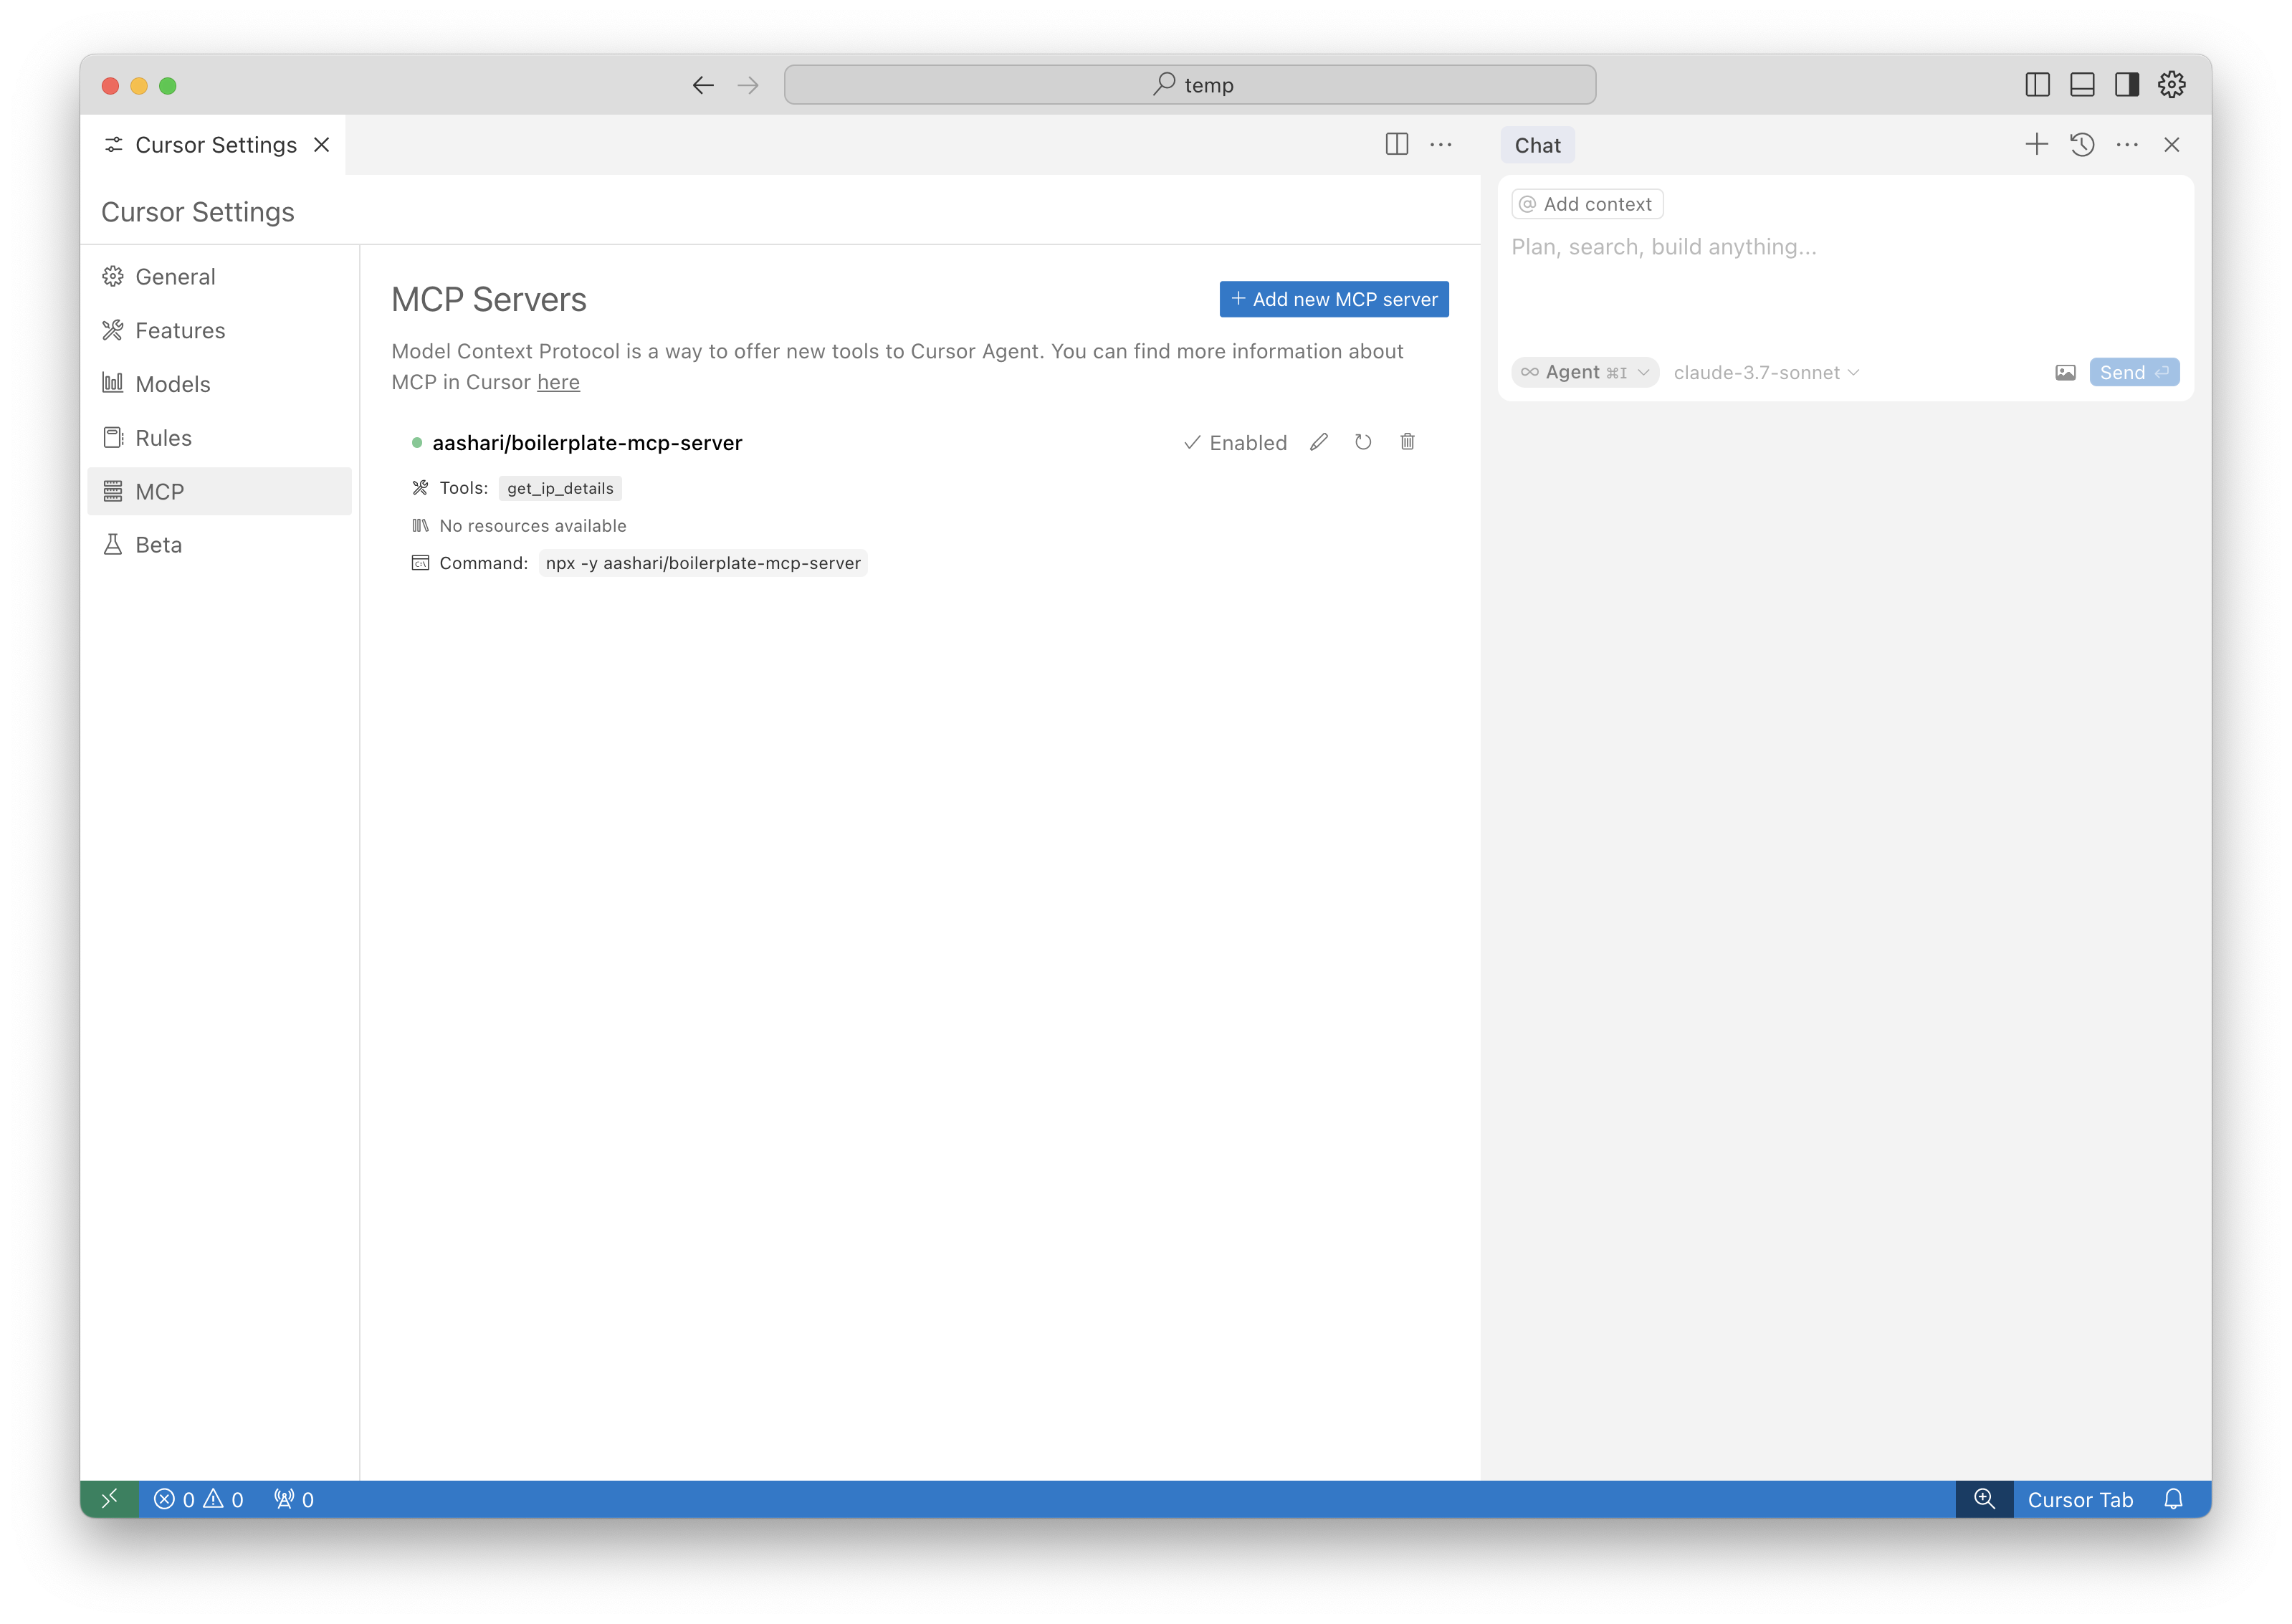 temp
Cursor Settings
Chat
Cursor Settings
General
Features
Models
Rules
MCP
Beta
MCP Servers
Add new MCP server
Model Context Protocol is a way to offer new tools to Cursor Agent. You can find more information about
MCP in Cursor here
aashari/boilerplate-mcp-server
Enabled
Tools: get_ip_details
No resources available
Command: npx -y aashari/boilerplate-mcp-server
@ Add context
Plan, search, build anything...
∞ Agent ⌘I
claude-3.7-sonnet
Send ⏎
0 0 0
Cursor Tab